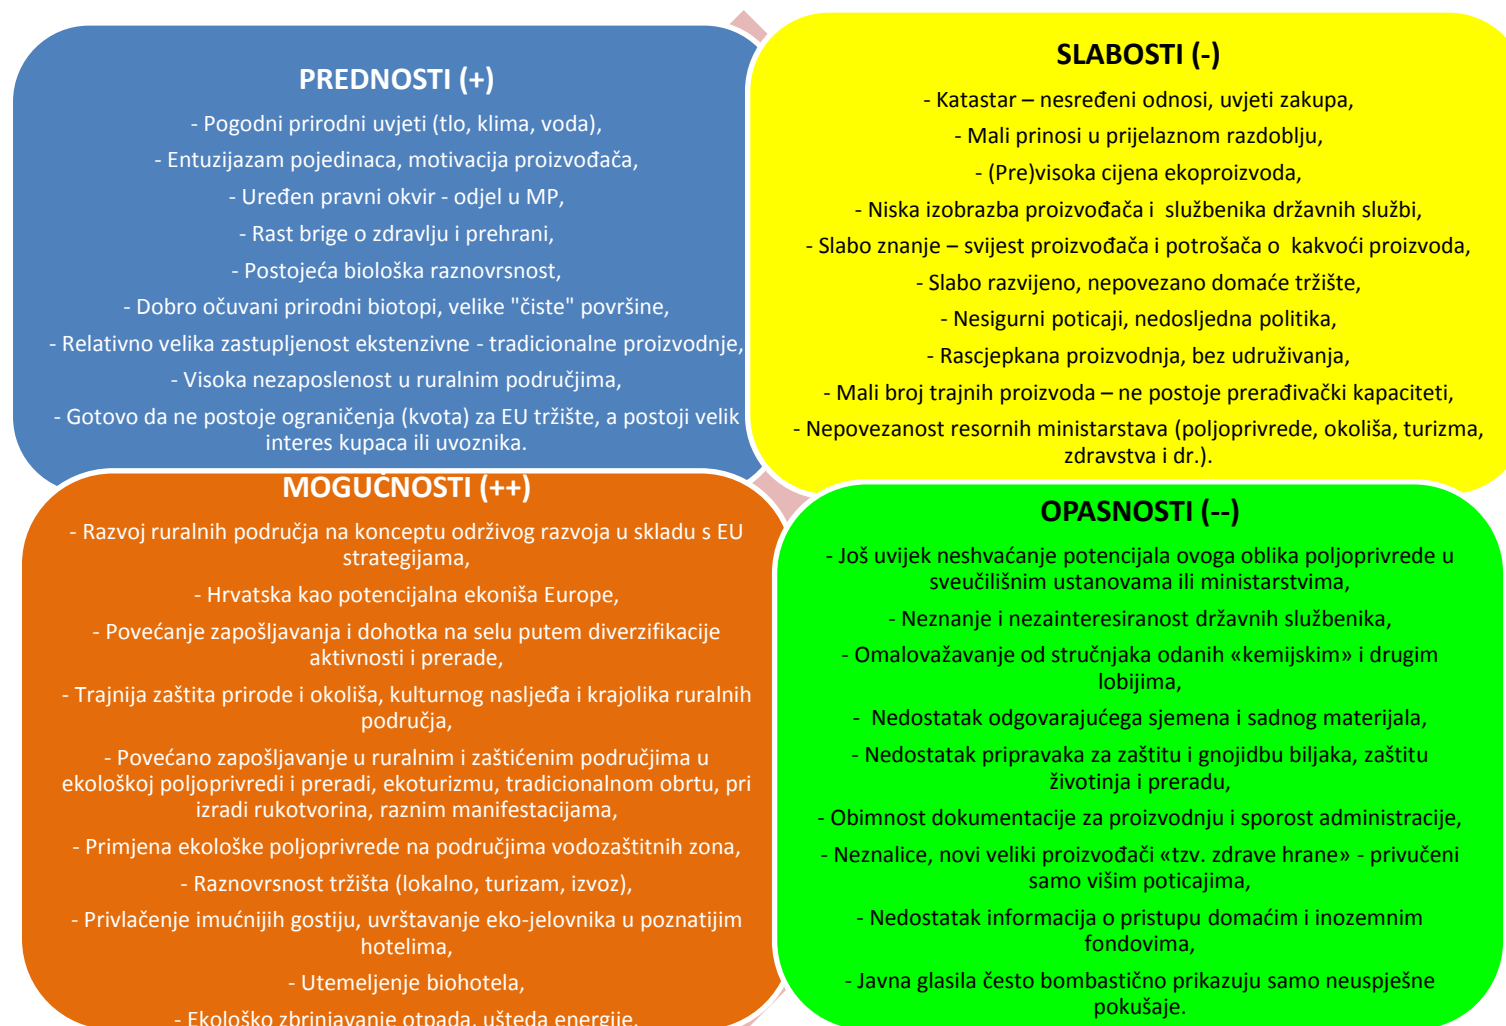 PREDNOSTI (+)
- Pogodni prirodni uvjeti (tlo, klima, voda),
- Entuzijazam pojedinaca, motivacija proizvođača,
- Uređen pravni okvir - odjel u MP,
- Rast brige o zdravlju i prehrani,
- Postojeća biološka raznovrsnost,
- Dobro očuvani prirodni biotopi, velike "čiste" površine,
- Relativno velika zastupljenost ekstenzivne - tradicionalne proizvodnje,
- Visoka nezaposlenost u ruralnim područjima,
- Gotovo da ne postoje ograničenja (kvota) za EU tržište, a postoji velik
interes kupaca ili uvoznika.
SLABOSTI (-)
- Katastar – nesređeni odnosi, uvjeti zakupa,
- Mali prinosi u prijelaznom razdoblju,
- (Pre)visoka cijena ekoproizvoda,
- Niska izobrazba proizvođača i službenika državnih službi,
- Slabo znanje – svijest proizvođača i potrošača o kakvoći proizvoda,
- Slabo razvijeno, nepovezano domaće tržište,
- Nesigurni poticaji, nedosljedna politika,
- Rascjepkana proizvodnja, bez udruživanja,
- Mali broj trajnih proizvoda – ne postoje prerađivački kapaciteti,
- Nepovezanost resornih ministarstava (poljoprivrede, okoliša, turizma,
zdravstva i dr.).
MOGUĆNOSTI (++)
- Razvoj ruralnih područja na konceptu održivog razvoja u skladu s EU
strategijama,
- Hrvatska kao potencijalna ekoniša Europe,
- Povećanje zapošljavanja i dohotka na selu putem diverzifikacije
aktivnosti i prerade,
- Trajnija zaštita prirode i okoliša, kulturnog nasljeđa i krajolika ruralnih
područja,
- Povećano zapošljavanje u ruralnim i zaštićenim područjima u
ekološkoj poljoprivredi i preradi, ekoturizmu, tradicionalnom obrtu, pri
izradi rukotvorina, raznim manifestacijama,
- Primjena ekološke poljoprivrede na područjima vodozaštitnih zona,
- Raznovrsnost tržišta (lokalno, turizam, izvoz),
- Privlačenje imućnijih gostiju, uvrštavanje eko-jelovnika u poznatijim
hotelima,
- Utemeljenje biohotela,
- Ekološko zbrinjavanje otpada, ušteda energije.
OPASNOSTI (--)
- Još uvijek neshvaćanje potencijala ovoga oblika poljoprivrede u
sveučilišnim ustanovama ili ministarstvima,
- Neznanje i nezainteresiranost državnih službenika,
- Omalovažavanje od stručnjaka odanih «kemijskim» i drugim
lobijima,
- Nedostatak odgovarajućega sjemena i sadnog materijala,
- Nedostatak pripravaka za zaštitu i gnojidbu biljaka, zaštitu
životinja i preradu,
- Obimnost dokumentacije za proizvodnju i sporost administracije,
- Neznalice, novi veliki proizvođači «tzv. zdrave hrane» - privučeni
samo višim poticajima,
- Nedostatak informacija o pristupu domaćim i inozemnim
fondovima,
- Javna glasila često bombastično prikazuju samo neuspješne
pokušaje.